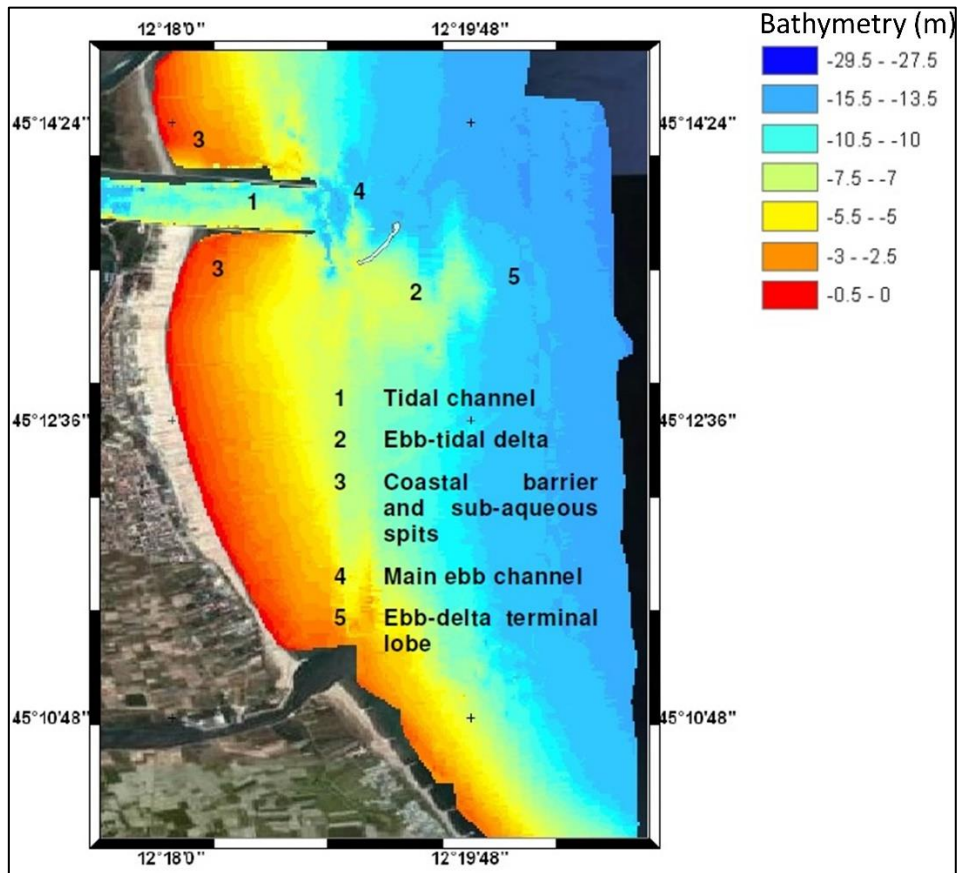 Bathymetry (m)
12°18'0"
12°19'48"
-29.5 - -27.5
-15.5 - -13.5
-10.5 - -10
-7.5 - -7
-5.5 - -5
-3 - -2.5
-0.5 - 0
45°14'24"
45°14'24"
3
4
1
3
2
5
1 Tidal channel
45°12'36"
45°12'36"
2 Ebb-tidal delta
3 Coastal barrier
and sub-aqueous
spits
4 Main ebb channel
5 Ebb-delta terminal
lobe
45°10'48"
45°10'48"
12°18'0"
12°19'48"